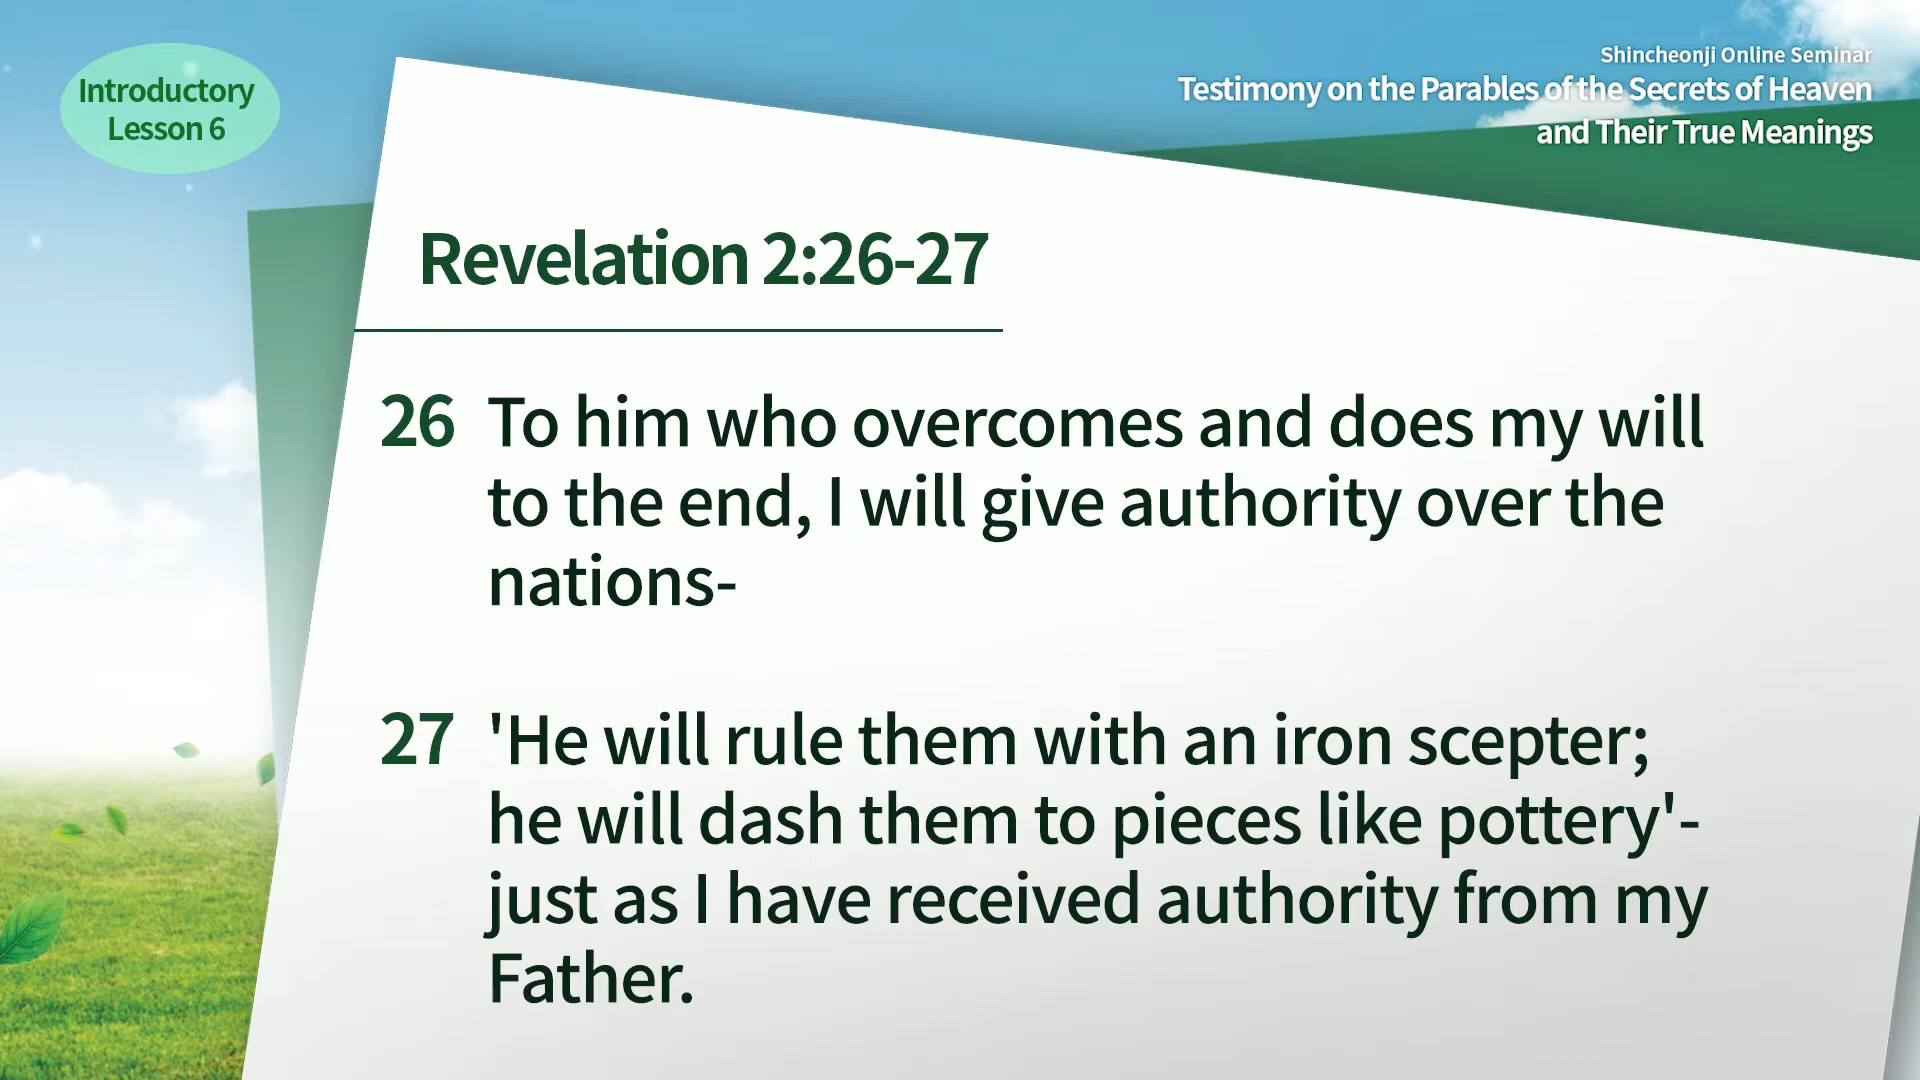 Introductory
Lesson 6
Shincheonji Online Seminar
Testimony on the Parables of the Secrets of Heaven
and Their True Meanings
Revelation 2:26-27
26 To him who overcomes and does my will
to the end, I will give authority over the
nations-
27 'He will rule them with an iron scepter;
he will dash them to pieces like pottery'-
just as I have received authority from my
Father.